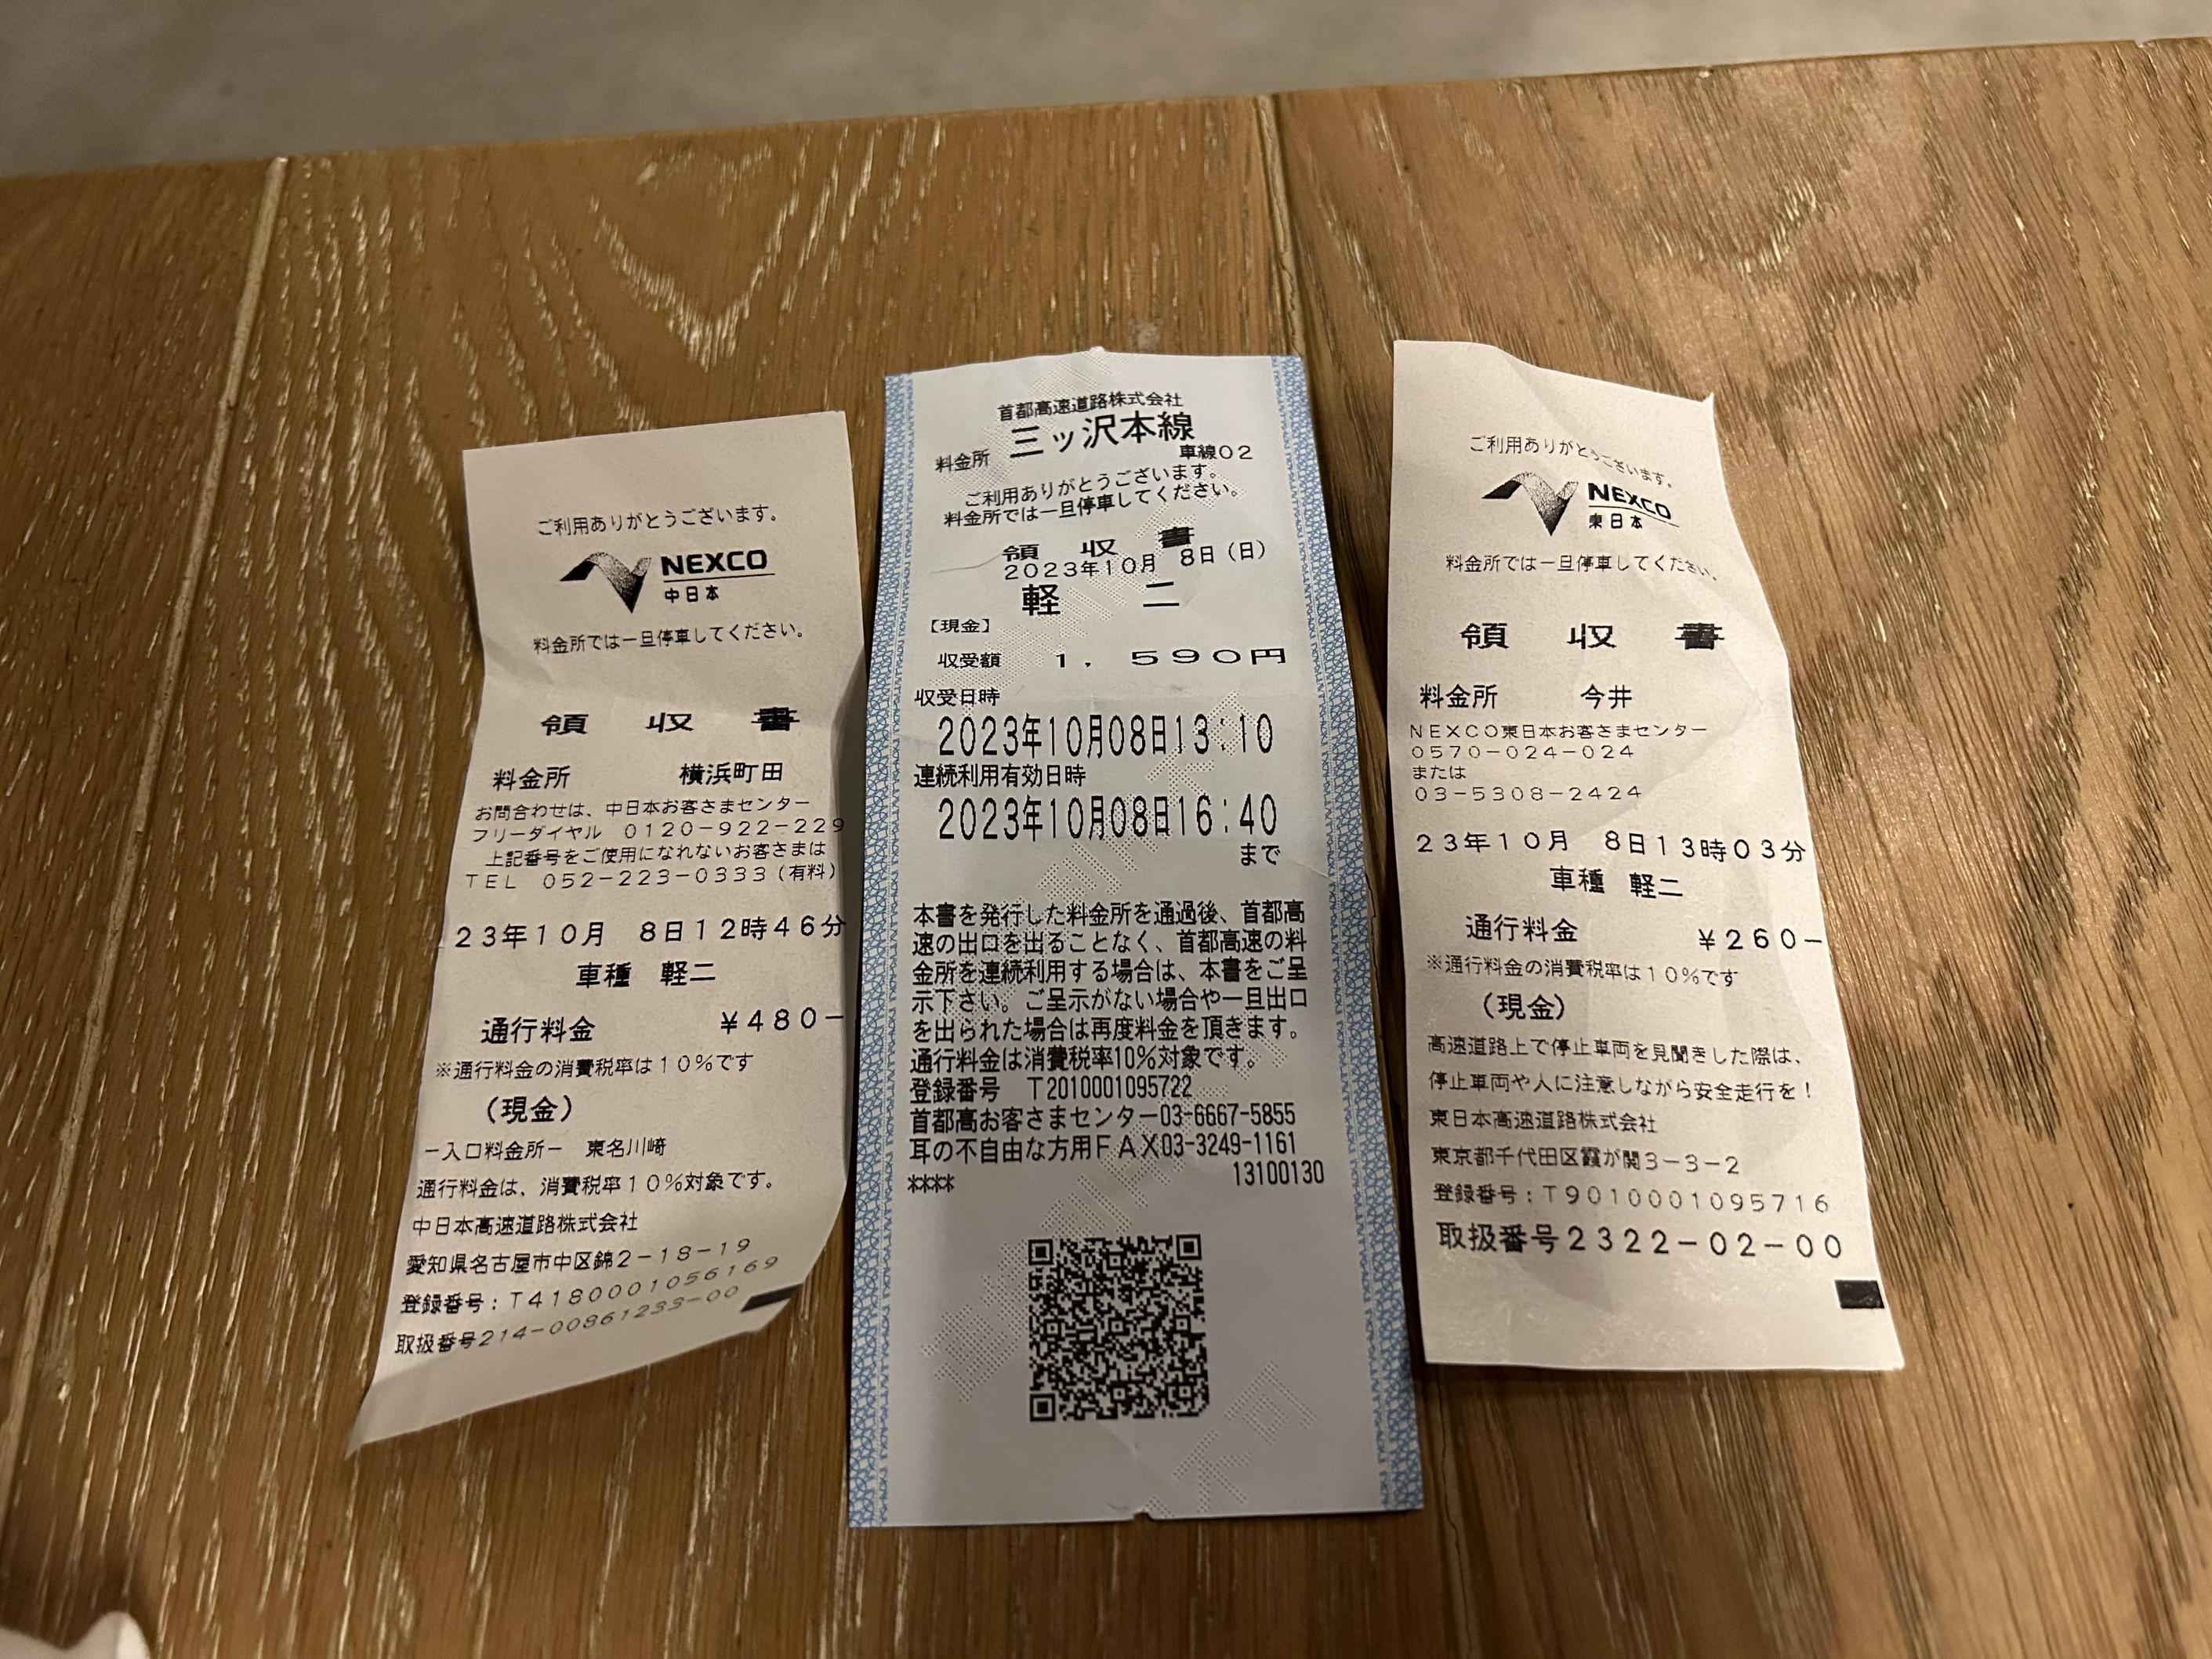 ご利用ありがとうございます。
NEXCO
中日本
料金所では一旦停車してください。
領 収 書
料金所 横浜町田
お問合わせは、中日本お客さまセンター
フリーダイヤル 0120-922-229
上記番号をご使用になれないお客さまは
TEL 052-223-0333(有料)
23年10月 8日12時46分
車種 軽二
通行料金 ¥480-
※通行料金の消費税率は10%です
(現金)
-入口料金所- 東名川崎
通行料金は、消費税率10%対象です。
中日本高速道路株式会社
愛知県名古屋市中区錦2-18-19
登録番号:T4180001056169
取扱番号214-00861233-00
首都高速道路株式会社
料金所 三ッ沢本線 車線02
ご利用ありがとうございます。
料金所では一旦停車してください。
領 収 書
2023年10月 8日(日)
軽 二
【現金】
収受額 1,590円
収受日時
2023年10月08日13:10
連続利用有効日時
2023年10月08日16:40
まで
本書を発行した料金所を通過後、首都高
速の出口を出ることなく、首都高速の料
金所を連続利用する場合は、本書をご呈
示下さい。ご呈示がない場合や一旦出口
を出られた場合は再度料金を頂きます。
通行料金は消費税率10%対象です。
登録番号 T2010001095722
首都高お客さまセンター03-6667-5855
耳の不自由な方用FAX03-3249-1161
**** 13100130
ご利用ありがとうございます。
NEXCO
東日本
料金所では一旦停車してください。
領 収 書
料金所 今井
NEXCO東日本お客さまセンター
0570-024-024
または
03-5308-2424
23年10月 8日13時03分
車種 軽二
通行料金 ¥260-
※通行料金の消費税率は10%です
(現金)
高速道路上で停止車両を見聞きした際は、
停止車両や人に注意しながら安全走行を!
東日本高速道路株式会社
東京都千代田区霞が関3-3-2
登録番号:T9010001095716
取扱番号2322-02-00